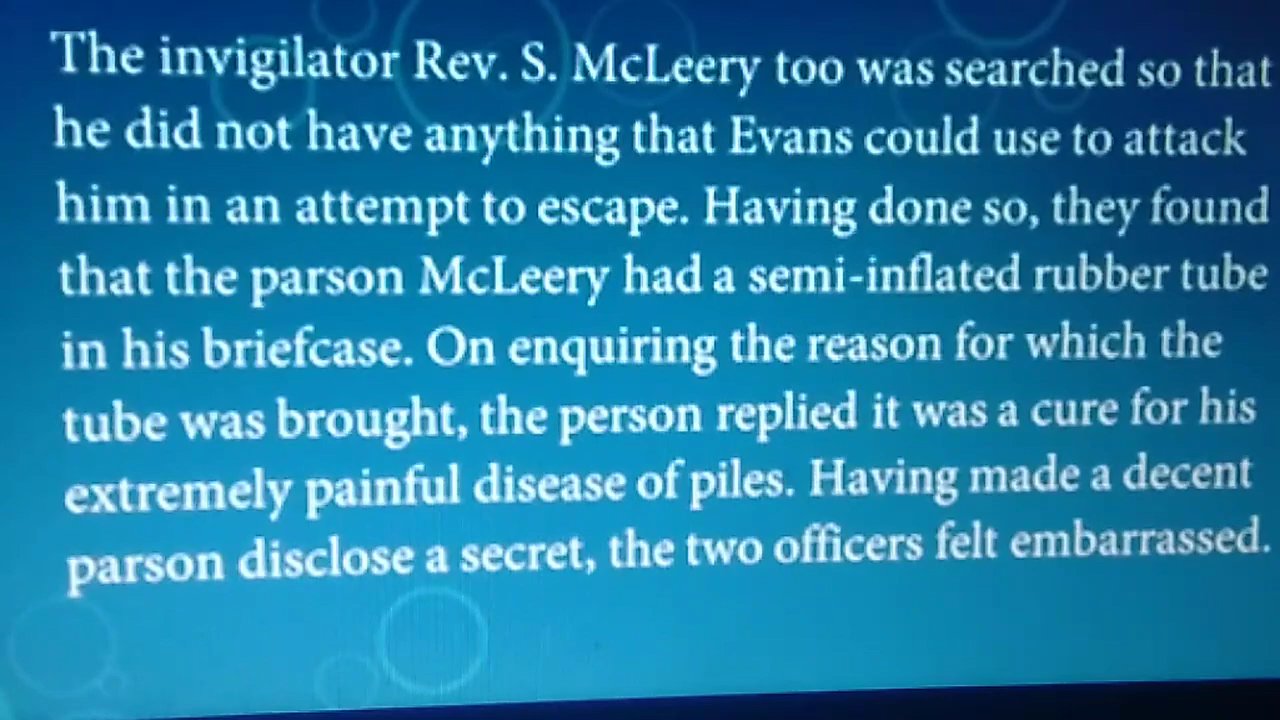 The invigilator Rev. S. McLeery too was searched so that
he did not have anything that Evans could use to attack
him in an attempt to escape. Having done so, they found
that the parson McLeery had a semi-inflated rubber tube
in his briefcase. On enquiring the reason for which the
tube was brought, the person replied it was a cure for his
extremely painful disease of piles. Having made a decent
parson disclose a secret, the two officers felt embarrassed.